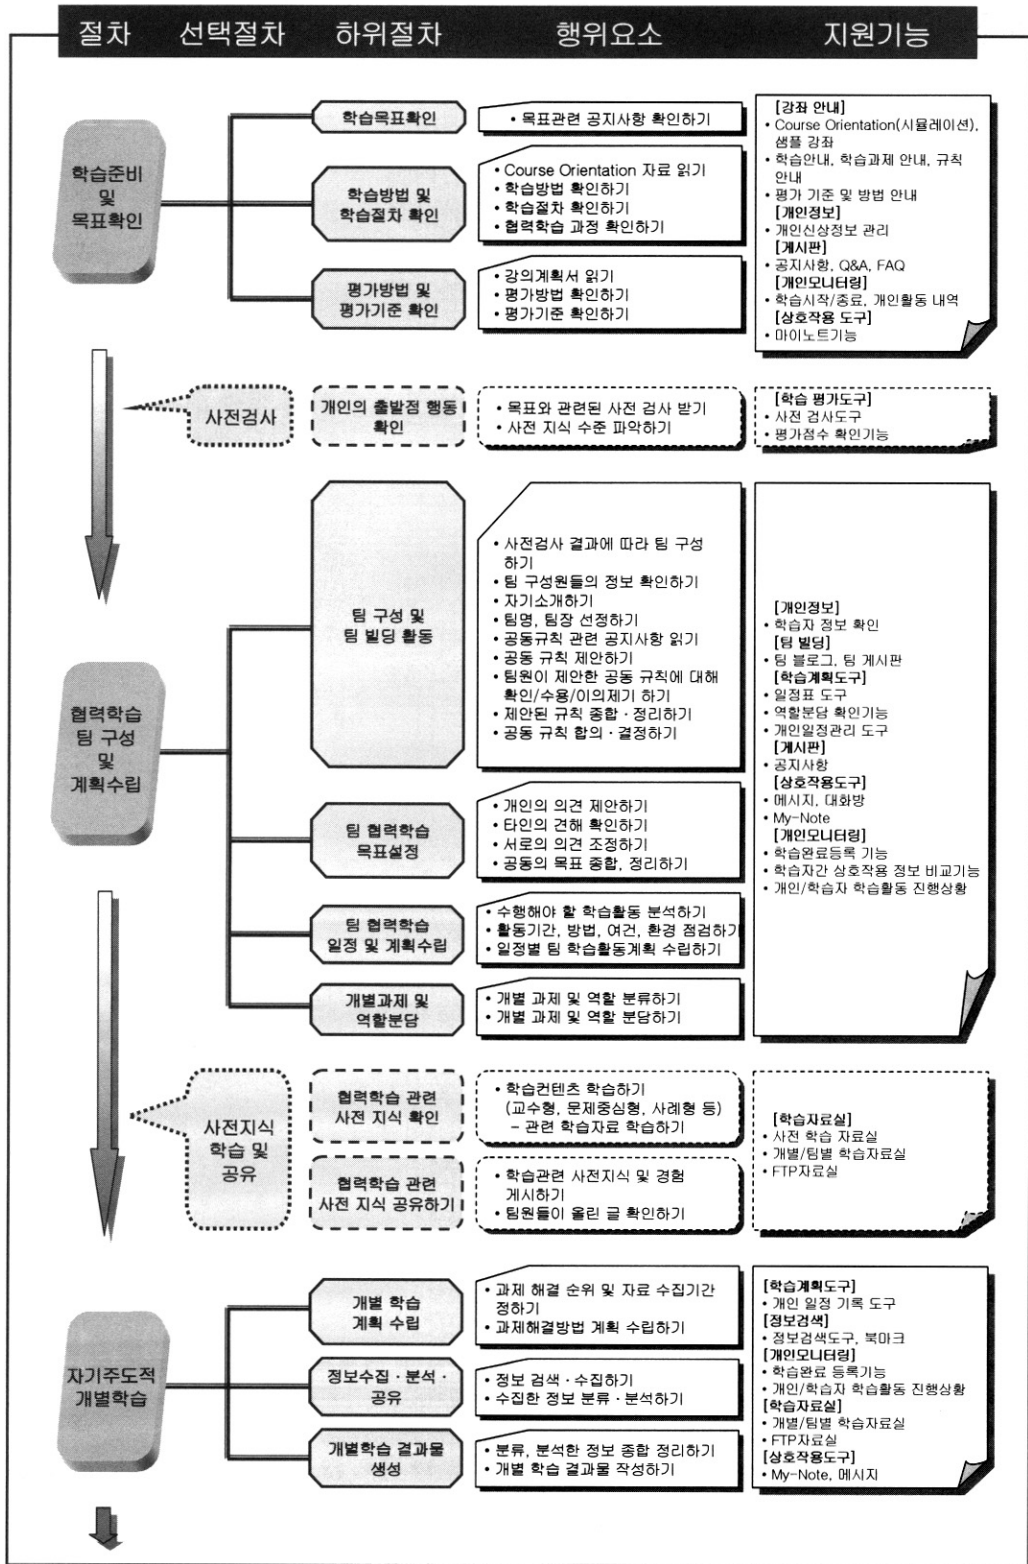 절차 선택절차 하위절차 행위요소 지원기능
학습준비
및
목표확인
학습목표확인
• 목표관련 공지사항 확인하기
학습방법 및
학습절차 확인
• Course Orientation 자료 읽기
• 학습방법 확인하기
• 학습절차 확인하기
• 협력학습 과정 확인하기
평가방법 및
평가기준 확인
• 강의계획서 읽기
• 평가방법 확인하기
• 평가기준 확인하기
[강좌 안내]
• Course Orientation(시뮬레이션),
샘플 강좌
• 학습안내, 학습과제 안내, 규칙
안내
• 평가 기준 및 방법 안내
[개인정보]
• 개인신상정보 관리
[게시판]
• 공지사항, Q&A, FAQ
[개인모니터링]
• 학습시작/종료, 개인활동 내역
[상호작용 도구]
• 마이노트기능
사전검사
개인의 출발점 행동
확인
• 목표와 관련된 사전 검사 받기
• 사전 지식 수준 파악하기
[학습 평가도구]
• 사전 검사도구
• 평가점수 확인기능
협력학습
팀 구성
및
계획수립
팀 구성 및
팀 빌딩 활동
• 사전검사 결과에 따라 팀 구성
하기
• 팀 구성원들의 정보 확인하기
• 자기소개하기
• 팀명, 팀장 선정하기
• 공동규칙 관련 공지사항 읽기
• 공동 규칙 제안하기
• 팀원이 제안한 공동 규칙에 대해
확인/수용/이의제기 하기
• 제안된 규칙 종합 · 정리하기
• 공동 규칙 합의 · 결정하기
팀 협력학습
목표설정
• 개인의 의견 제안하기
• 타인의 견해 확인하기
• 서로의 의견 조정하기
• 공동의 목표 종합, 정리하기
팀 협력학습
일정 및 계획수립
• 수행해야 할 학습활동 분석하기
• 활동기간, 방법, 여건, 환경 점검하기
• 일정별 팀 학습활동계획 수립하기
개별과제 및
역할분담
• 개별 과제 및 역할 분류하기
• 개별 과제 및 역할 분담하기
[개인정보]
• 학습자 정보 확인
[팀 빌딩]
• 팀 블로그, 팀 게시판
[학습계획도구]
• 일정표 도구
• 역할분담 확인기능
• 개인일정관리 도구
[게시판]
• 공지사항
[상호작용도구]
• 메시지, 대화방
• My-Note
[개인모니터링]
• 학습완료등록 기능
• 학습자간 상호작용 정보 비교기능
• 개인/학습자 학습활동 진행상황
사전지식
학습 및
공유
협력학습 관련
사전 지식 확인
• 학습컨텐츠 학습하기
(교수형, 문제중심형, 사례형 등)
– 관련 학습자료 학습하기
협력학습 관련
사전 지식 공유하기
• 학습관련 사전지식 및 경험
게시하기
• 팀원들이 올린 글 확인하기
[학습자료실]
• 사전 학습 자료실
• 개별/팀별 학습자료실
• FTP자료실
자기주도적
개별학습
개별 학습
계획 수립
• 과제 해결 순위 및 자료 수집기간
정하기
• 과제해결방법 계획 수립하기
정보수집 · 분석 ·
공유
• 정보 검색 · 수집하기
• 수집한 정보 분류 · 분석하기
개별학습 결과물
생성
• 분류, 분석한 정보 종합 정리하기
• 개별 학습 결과물 작성하기
[학습계획도구]
• 개인 일정 기록 도구
[정보검색]
• 정보검색도구, 북마크
[개인모니터링]
• 학습완료 등록기능
• 개인/학습자 학습활동 진행상황
[학습자료실]
• 개별/팀별 학습자료실
• FTP자료실
[상호작용도구]
• My-Note, 메시지